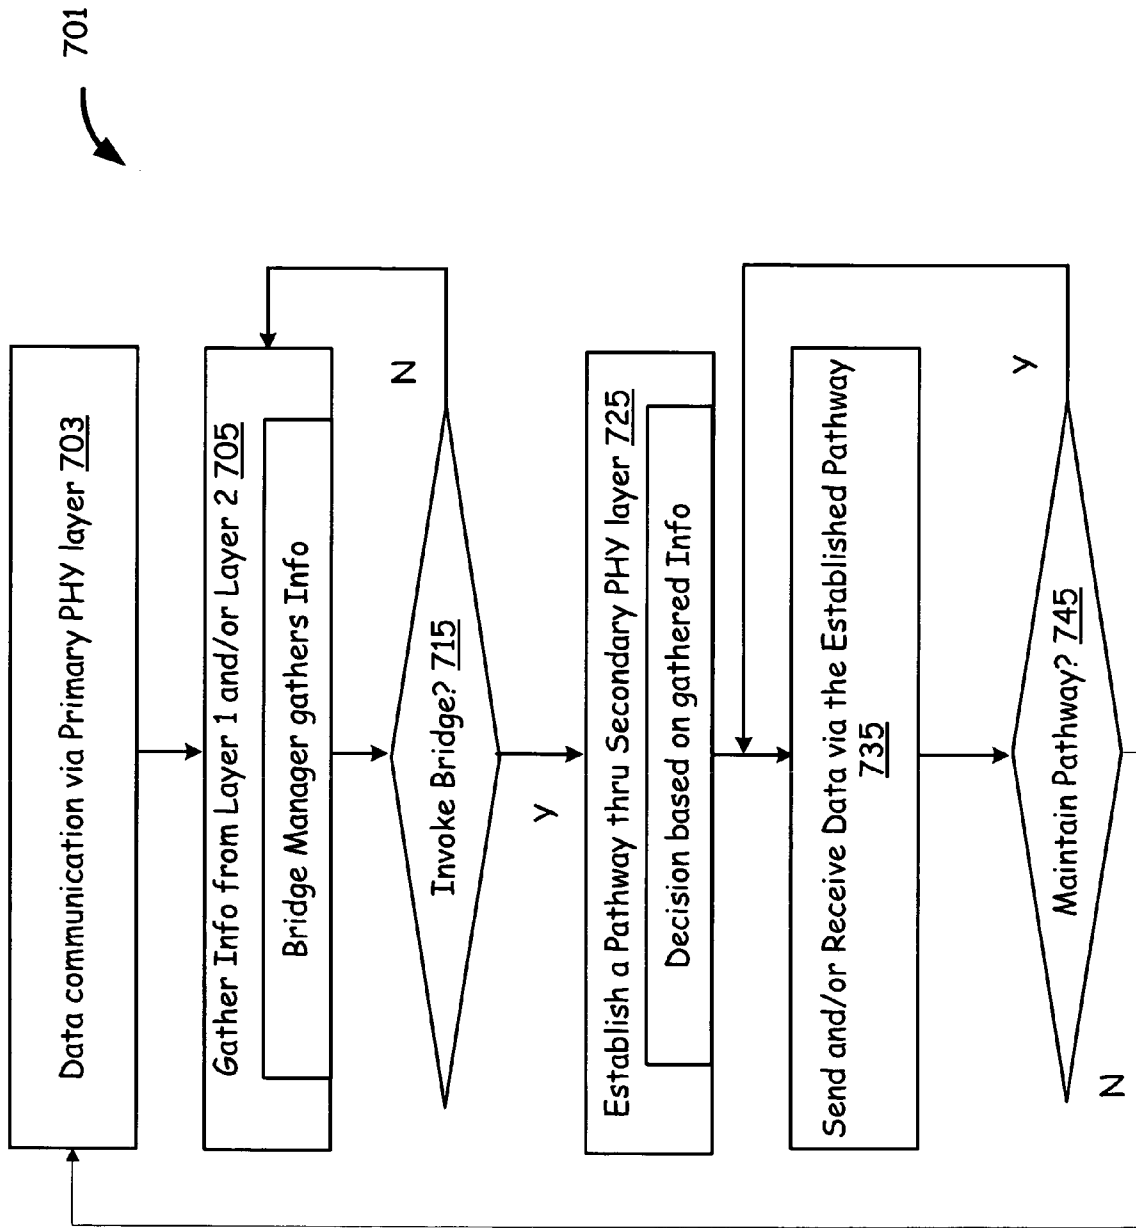 701
Data communication via Primary PHY layer 703
Gather Info from Layer 1 and/or Layer 2 705
Bridge Manager gathers Info
Invoke Bridge? 715
N
y
Establish a Pathway thru Secondary PHY layer 725
Decision based on gathered Info
Send and/or Receive Data via the Established Pathway
735
Maintain Pathway? 745
y
N